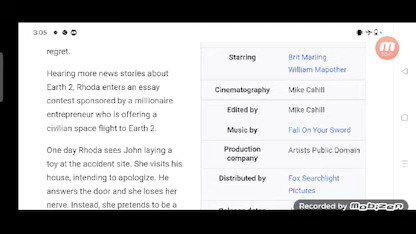 3:05
regret.
Hearing more news stories about
Earth 2, Rhoda enters an essay
contest sponsored by a millionaire
entrepreneur who is offering a
civilian space flight to Earth 2.
One day Rhoda sees John laying a
toy at the accident site. She visits
his house, intending to apologize. He
answers the door and she loses her
nerve. Instead, she pretends to be a
Starring
Brit Marling
William Mapother
Cinematography
Mike Cahill
Edited by
Mike Cahill
Music by
Fall On Your Sword
Production
company
Artists Public Domain
Distributed by
Fox Searchlight
Pictures
Recorded by
Mobizen